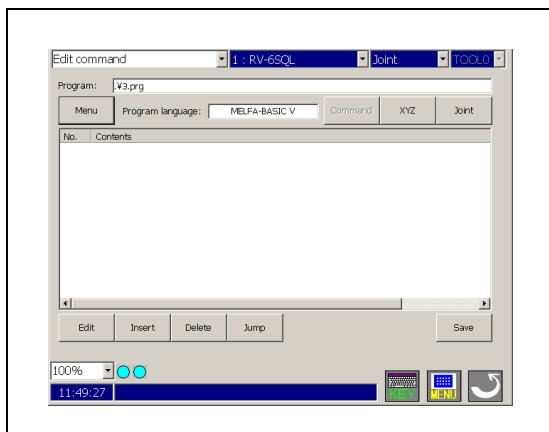 Edit command 1 : RV-6SQL Joint TOOL0
Program: .¥3.prg
Menu Program language: MELFA-BASIC V Command XYZ Joint
No. Contents
Edit Insert Delete Jump Save
100%
11:49:27
KEY MENU